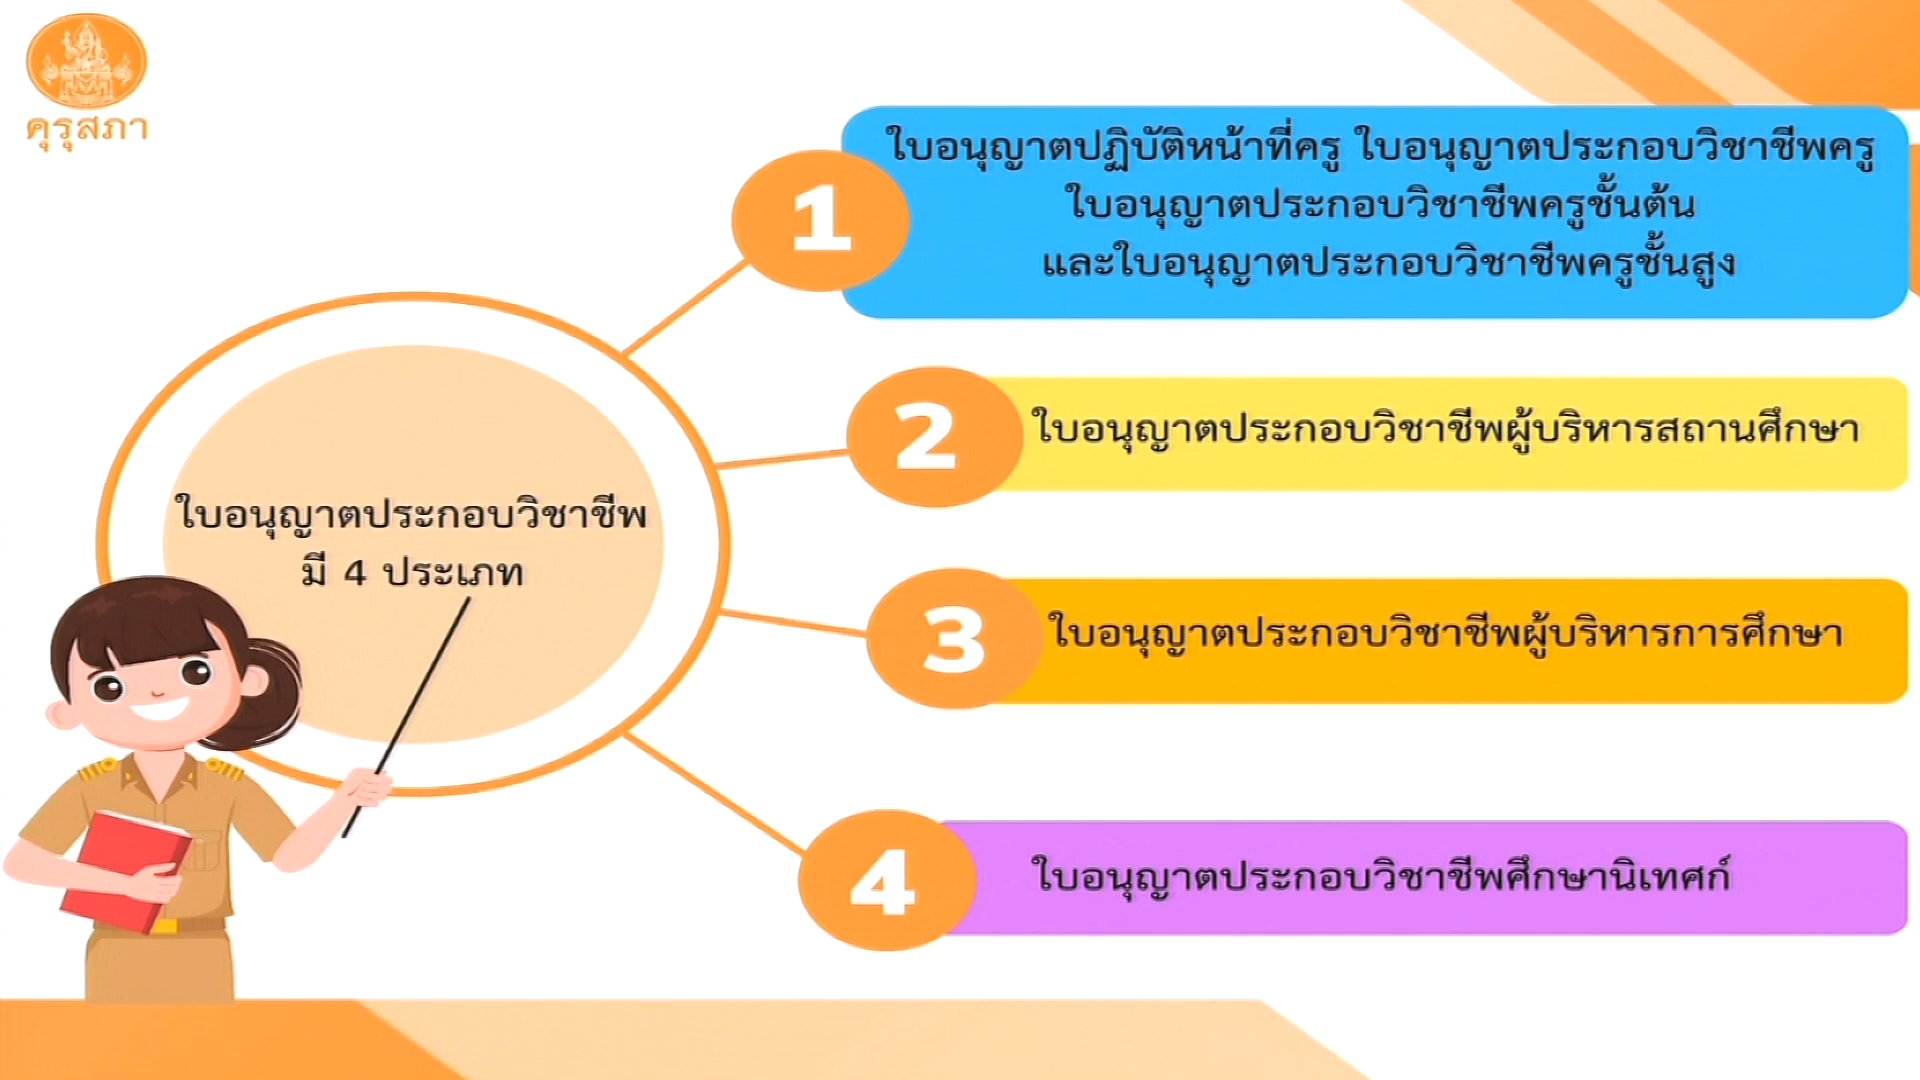 คุรุสภา
ใบอนุญาตประกอบวิชาชีพ
มี 4 ประเภท
1
ใบอนุญาตปฏิบัติหน้าที่ครู ใบอนุญาตประกอบวิชาชีพครู
ใบอนุญาตประกอบวิชาชีพครูชั้นต้น
และใบอนุญาตประกอบวิชาชีพครูชั้นสูง
2
ใบอนุญาตประกอบวิชาชีพผู้บริหารสถานศึกษา
3
ใบอนุญาตประกอบวิชาชีพผู้บริหารการศึกษา
4
ใบอนุญาตประกอบวิชาชีพศึกษานิเทศก์